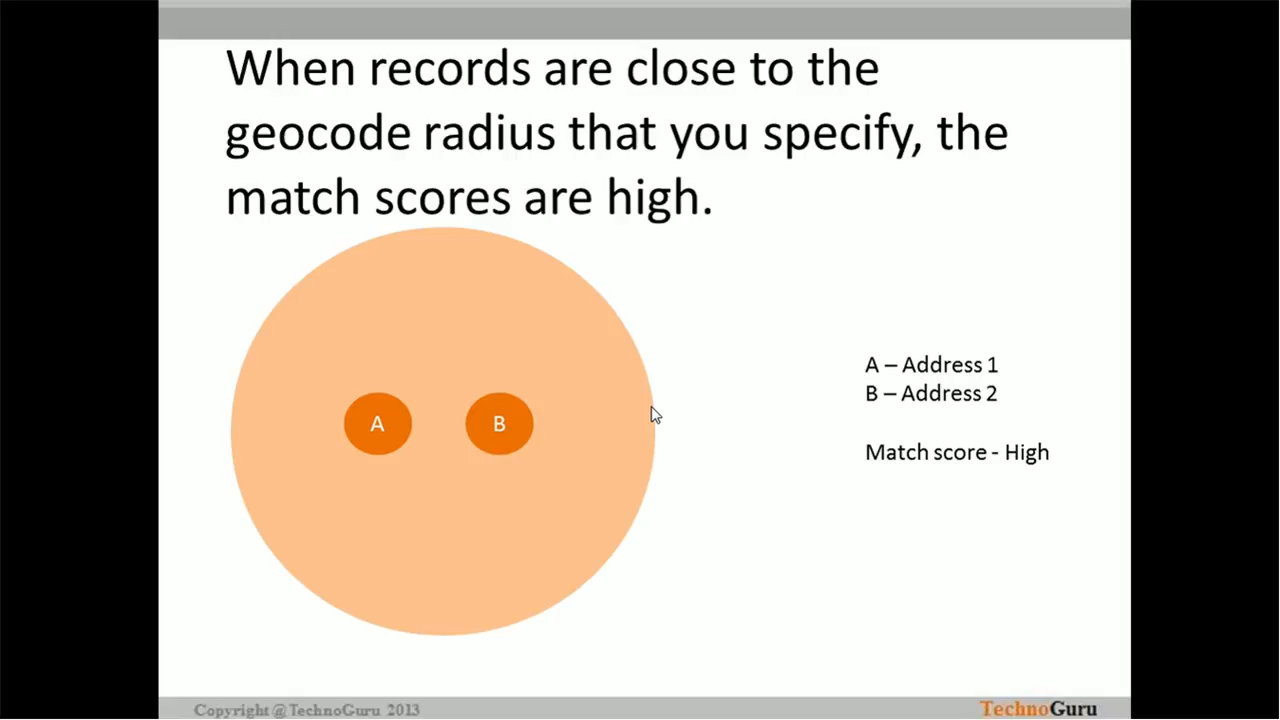 When records are close to the
geocode radius that you specify, the
match scores are high.
A
B
A – Address 1
B – Address 2
Match score - High
Copyright @TechnoGuru 2013
TechnoGuru